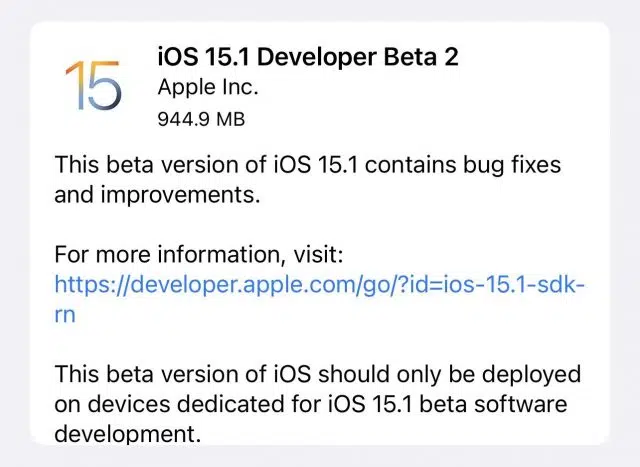 15
iOS 15.1 Developer Beta 2
Apple Inc.
944.9 MB
This beta version of iOS 15.1 contains bug fixes
and improvements.
For more information, visit:
https://developer.apple.com/go/?id=ios-15.1-sdk-
rn
This beta version of iOS should only be deployed
on devices dedicated for iOS 15.1 beta software
development.